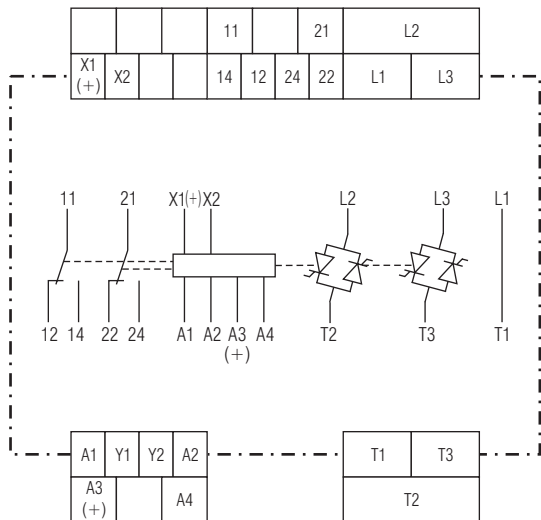 11 21 L2
X1 X2 14 12 24 22 L1 L3
(+)
11 21 X1(+) X2 L2 L3 L1
12 14 22 24 A1 A2 A3 A4 T2 T3 T1
(+)
A1 Y1 Y2 A2 T1 T3
A3 A4 T2
(+)